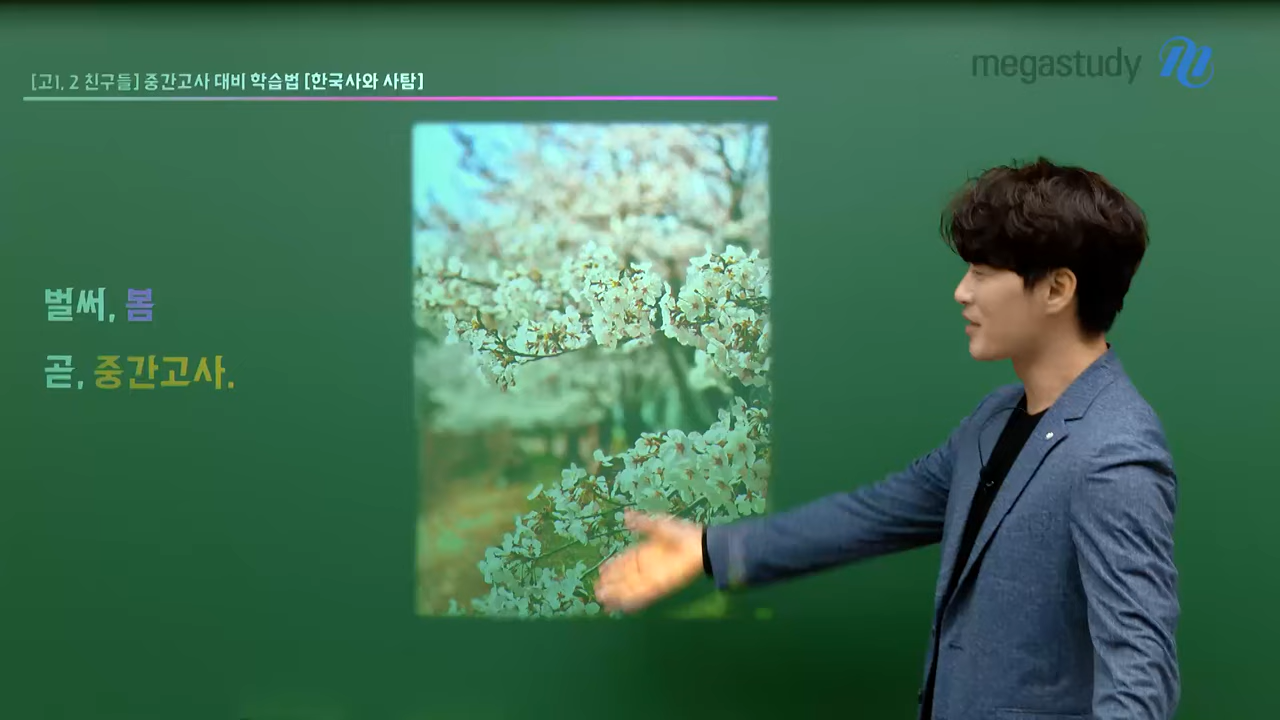 [고1, 2 친구들] 중간고사 대비 학습법 [한국사와 사탐]
megastudy
벌써, 봄
곧, 중간고사.